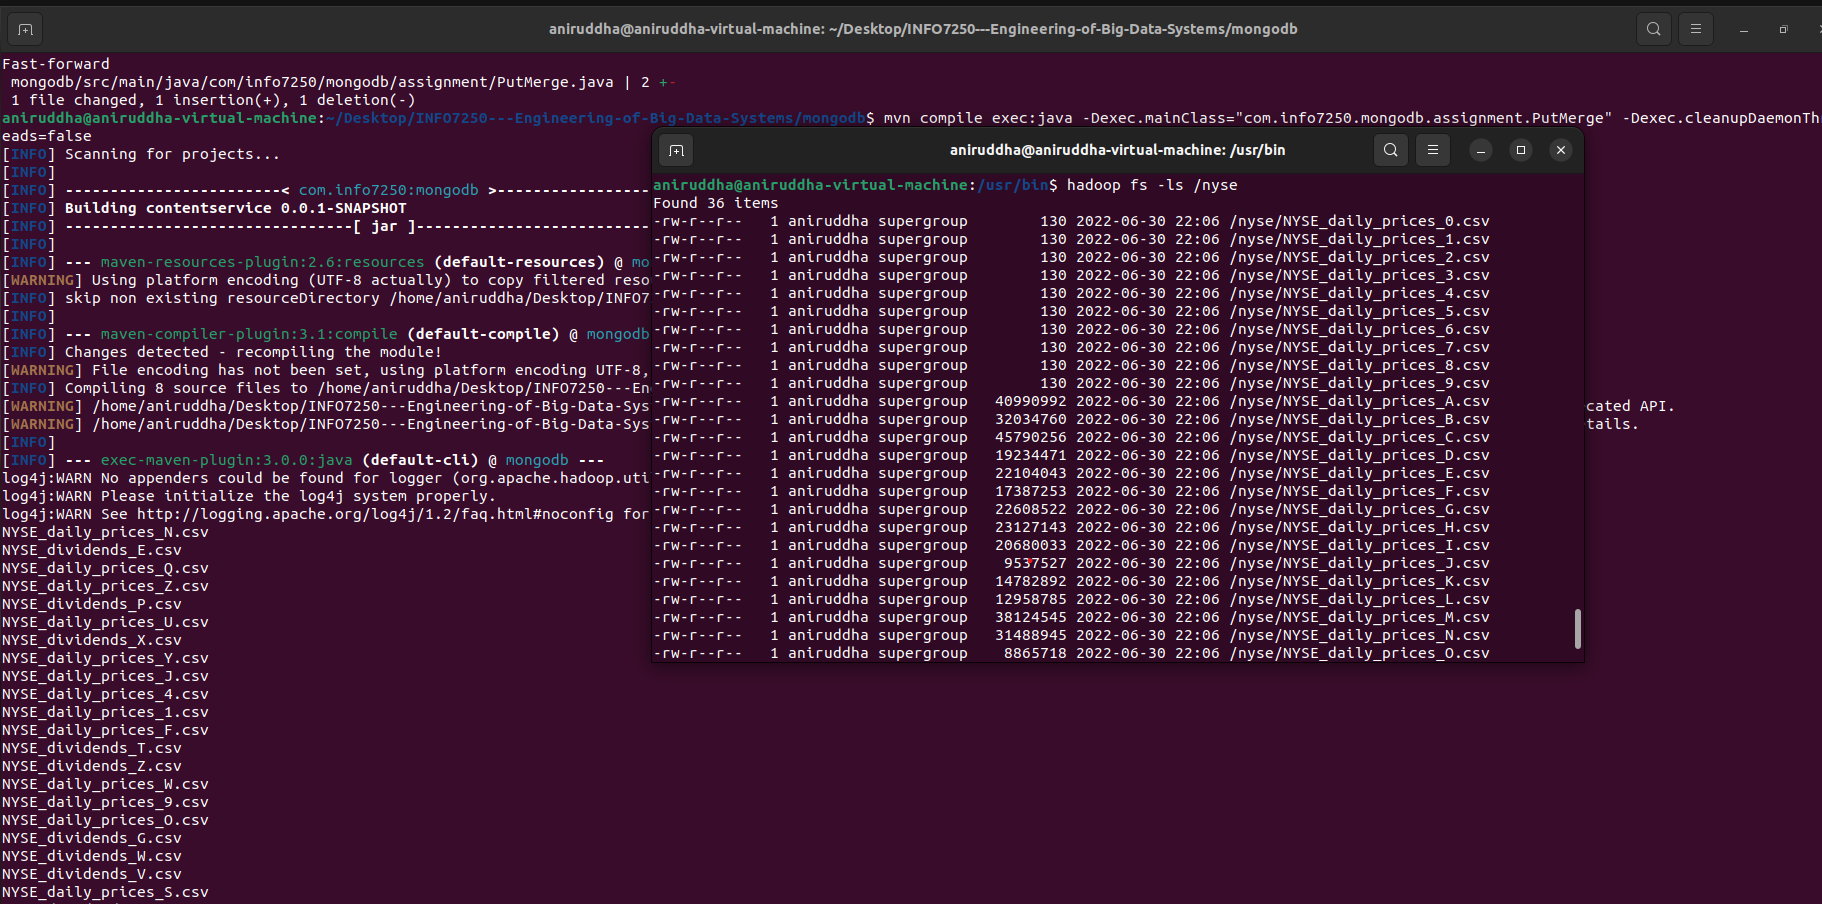 aniruddha@aniruddha-virtual-machine: ~/Desktop/INFO7250---Engineering-of-Big-Data-Systems/mongodb
Fast-forward
 mongodb/src/main/java/com/info7250/mongodb/assignment/PutMerge.java | 2 +-
 1 file changed, 1 insertion(+), 1 deletion(-)
aniruddha@aniruddha-virtual-machine:~/Desktop/INFO7250---Engineering-of-Big-Data-Systems/mongodb$ mvn compile exec:java -Dexec.mainClass="com.info7250.mongodb.assignment.PutMerge" -Dexec.cleanupDaemonThr
eads=false
[INFO] Scanning for projects...
[INFO]
[INFO] ------------------------< com.info7250:mongodb >-----------------
[INFO] Building contentservice 0.0.1-SNAPSHOT
[INFO] --------------------------------[ jar ]--------------------------
[INFO]
[INFO] --- maven-resources-plugin:2.6:resources (default-resources) @ mo
[WARNING] Using platform encoding (UTF-8 actually) to copy filtered reso
[INFO] skip non existing resourceDirectory /home/aniruddha/Desktop/INFO7
[INFO]
[INFO] --- maven-compiler-plugin:3.1:compile (default-compile) @ mongodb
[INFO] Changes detected - recompiling the module!
[WARNING] File encoding has not been set, using platform encoding UTF-8,
[INFO] Compiling 8 source files to /home/aniruddha/Desktop/INFO7250---En
[WARNING] /home/aniruddha/Desktop/INFO7250---Engineering-of-Big-Data-Sys
cated API.
[WARNING] /home/aniruddha/Desktop/INFO7250---Engineering-of-Big-Data-Sys
tails.
[INFO]
[INFO] --- exec-maven-plugin:3.0.0:java (default-cli) @ mongodb ---
log4j:WARN No appenders could be found for logger (org.apache.hadoop.uti
log4j:WARN Please initialize the log4j system properly.
log4j:WARN See http://logging.apache.org/log4j/1.2/faq.html#noconfig for
NYSE_daily_prices_N.csv
NYSE_dividends_E.csv
NYSE_daily_prices_Q.csv
NYSE_daily_prices_Z.csv
NYSE_dividends_P.csv
NYSE_daily_prices_U.csv
NYSE_dividends_X.csv
NYSE_daily_prices_Y.csv
NYSE_daily_prices_J.csv
NYSE_daily_prices_4.csv
NYSE_daily_prices_1.csv
NYSE_daily_prices_F.csv
NYSE_dividends_T.csv
NYSE_dividends_Z.csv
NYSE_daily_prices_W.csv
NYSE_daily_prices_9.csv
NYSE_daily_prices_O.csv
NYSE_dividends_G.csv
NYSE_dividends_W.csv
NYSE_dividends_V.csv
NYSE_daily_prices_S.csv
aniruddha@aniruddha-virtual-machine: /usr/bin
aniruddha@aniruddha-virtual-machine:/usr/bin$ hadoop fs -ls /nyse
Found 36 items
-rw-r--r--   1 aniruddha supergroup        130 2022-06-30 22:06 /nyse/NYSE_daily_prices_0.csv
-rw-r--r--   1 aniruddha supergroup        130 2022-06-30 22:06 /nyse/NYSE_daily_prices_1.csv
-rw-r--r--   1 aniruddha supergroup        130 2022-06-30 22:06 /nyse/NYSE_daily_prices_2.csv
-rw-r--r--   1 aniruddha supergroup        130 2022-06-30 22:06 /nyse/NYSE_daily_prices_3.csv
-rw-r--r--   1 aniruddha supergroup        130 2022-06-30 22:06 /nyse/NYSE_daily_prices_4.csv
-rw-r--r--   1 aniruddha supergroup        130 2022-06-30 22:06 /nyse/NYSE_daily_prices_5.csv
-rw-r--r--   1 aniruddha supergroup        130 2022-06-30 22:06 /nyse/NYSE_daily_prices_6.csv
-rw-r--r--   1 aniruddha supergroup        130 2022-06-30 22:06 /nyse/NYSE_daily_prices_7.csv
-rw-r--r--   1 aniruddha supergroup        130 2022-06-30 22:06 /nyse/NYSE_daily_prices_8.csv
-rw-r--r--   1 aniruddha supergroup        130 2022-06-30 22:06 /nyse/NYSE_daily_prices_9.csv
-rw-r--r--   1 aniruddha supergroup   40990992 2022-06-30 22:06 /nyse/NYSE_daily_prices_A.csv
-rw-r--r--   1 aniruddha supergroup   32034760 2022-06-30 22:06 /nyse/NYSE_daily_prices_B.csv
-rw-r--r--   1 aniruddha supergroup   45790256 2022-06-30 22:06 /nyse/NYSE_daily_prices_C.csv
-rw-r--r--   1 aniruddha supergroup   19234471 2022-06-30 22:06 /nyse/NYSE_daily_prices_D.csv
-rw-r--r--   1 aniruddha supergroup   22104043 2022-06-30 22:06 /nyse/NYSE_daily_prices_E.csv
-rw-r--r--   1 aniruddha supergroup   17387253 2022-06-30 22:06 /nyse/NYSE_daily_prices_F.csv
-rw-r--r--   1 aniruddha supergroup   22608522 2022-06-30 22:06 /nyse/NYSE_daily_prices_G.csv
-rw-r--r--   1 aniruddha supergroup   23127143 2022-06-30 22:06 /nyse/NYSE_daily_prices_H.csv
-rw-r--r--   1 aniruddha supergroup   20680033 2022-06-30 22:06 /nyse/NYSE_daily_prices_I.csv
-rw-r--r--   1 aniruddha supergroup    9537527 2022-06-30 22:06 /nyse/NYSE_daily_prices_J.csv
-rw-r--r--   1 aniruddha supergroup   14782892 2022-06-30 22:06 /nyse/NYSE_daily_prices_K.csv
-rw-r--r--   1 aniruddha supergroup   12958785 2022-06-30 22:06 /nyse/NYSE_daily_prices_L.csv
-rw-r--r--   1 aniruddha supergroup   38124545 2022-06-30 22:06 /nyse/NYSE_daily_prices_M.csv
-rw-r--r--   1 aniruddha supergroup   31488945 2022-06-30 22:06 /nyse/NYSE_daily_prices_N.csv
-rw-r--r--   1 aniruddha supergroup    8865718 2022-06-30 22:06 /nyse/NYSE_daily_prices_O.csv